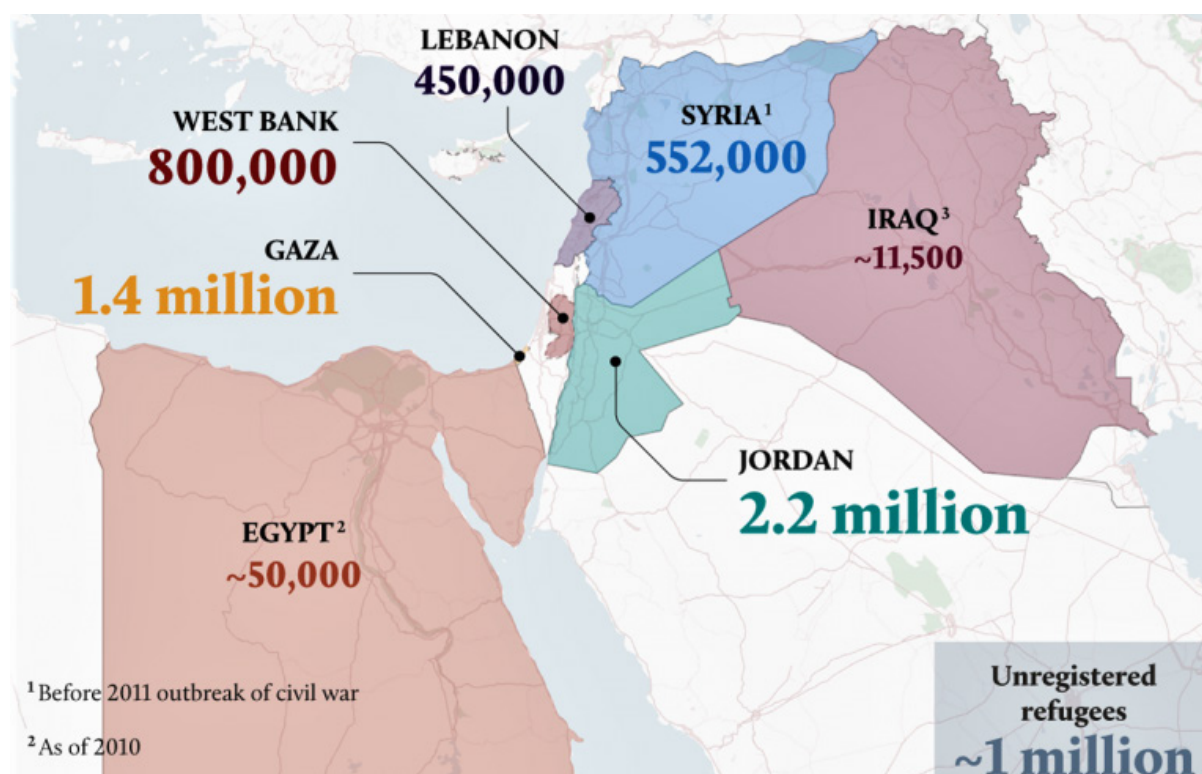 LEBANON
450,000
WEST BANK
800,000
SYRIA¹
552,000
GAZA
1.4 million
IRAQ³
~11,500
JORDAN
2.2 million
EGYPT²
~50,000
¹Before 2011 outbreak of civil war
²As of 2010
Unregistered
refugees
~1 million